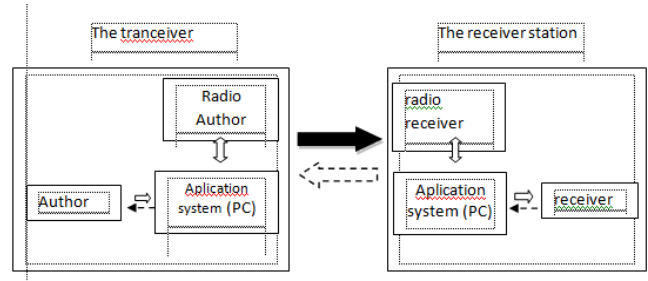 The tranceiver
The receiver station
Radio
Author
Aplication
system (PC)
Author
radio
receiver
Aplication
system (PC)
receiver